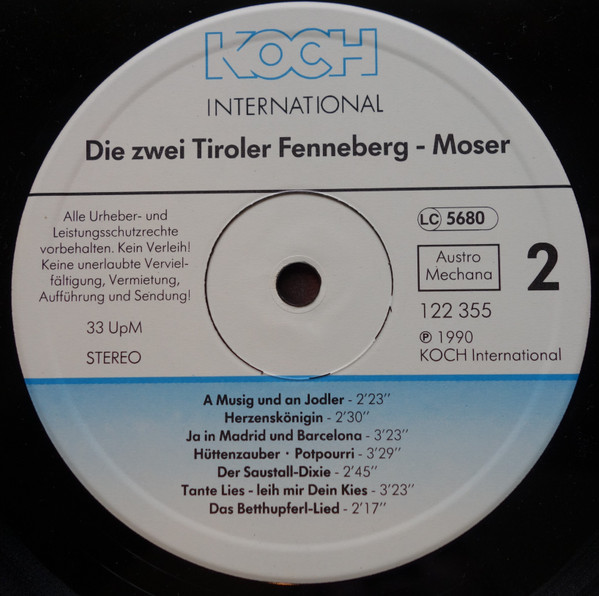 KOCH
INTERNATIONAL
Die zwei Tiroler Fenneberg - Moser
Alle Urheber- und
Leistungsschutzrechte
vorbehalten. Kein Verleih!
Keine unerlaubte Verviel-
fältigung, Vermietung,
Aufführung und Sendung!
33 UpM
STEREO
LC 5680
Austro
Mechana
2
122 355
℗ 1990
KOCH International
A Musig und an Jodler - 2'23''
Herzenskönigin - 2'30''
Ja in Madrid und Barcelona - 3'23''
Hüttenzauber · Potpourri - 3'29''
Der Saustall-Dixie - 2'45''
Tante Lies - leih mir Dein Kies - 3'23''
Das Betthupferl-Lied - 2'17''